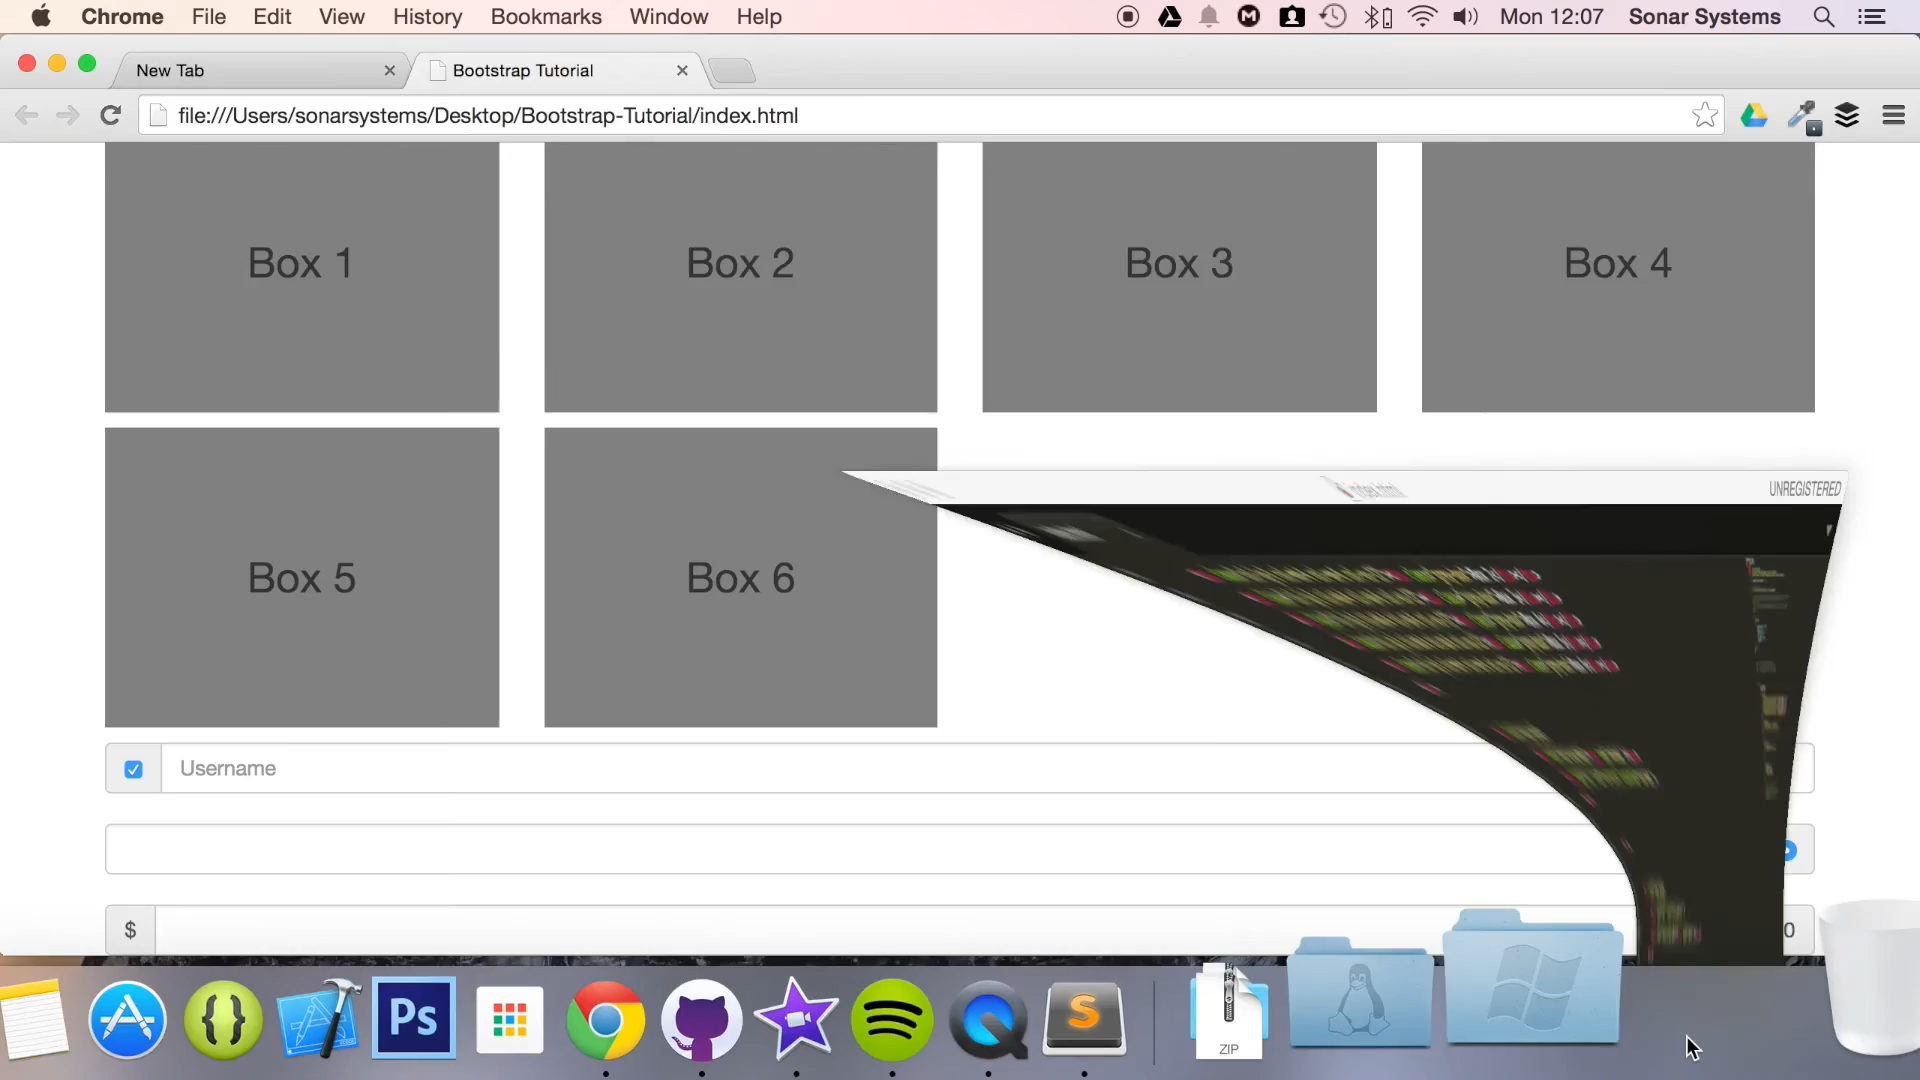 Chrome File Edit View History Bookmarks Window Help Mon 12:07 Sonar Systems
New Tab Bootstrap Tutorial
file:///Users/sonarsystems/Desktop/Bootstrap-Tutorial/index.html
Box 1 Box 2 Box 3 Box 4
UNREGISTERED
Box 5 Box 6
Username
$ 0
Ps S
ZIP